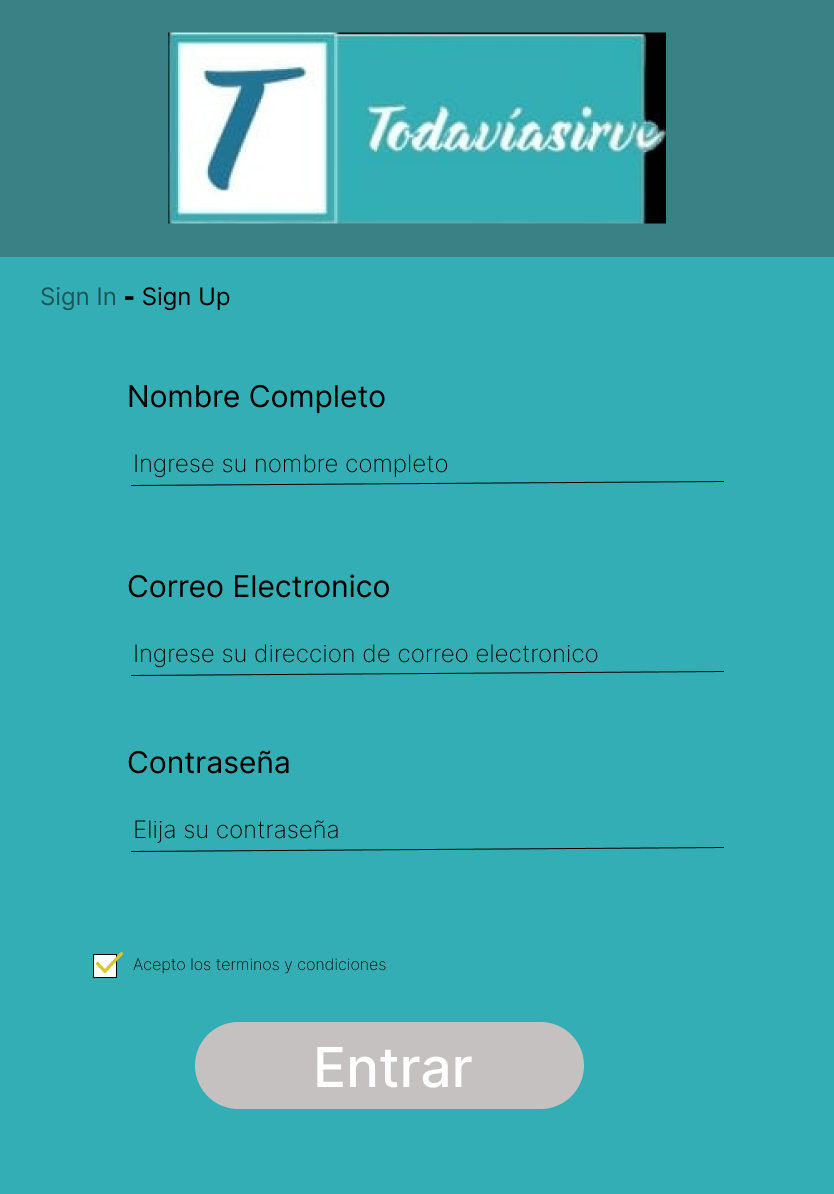 T
Todavíasirve
Sign In - Sign Up
Nombre Completo
Ingrese su nombre completo
Correo Electronico
Ingrese su direccion de correo electronico
Contraseña
Elija su contraseña
Acepto los terminos y condiciones
Entrar